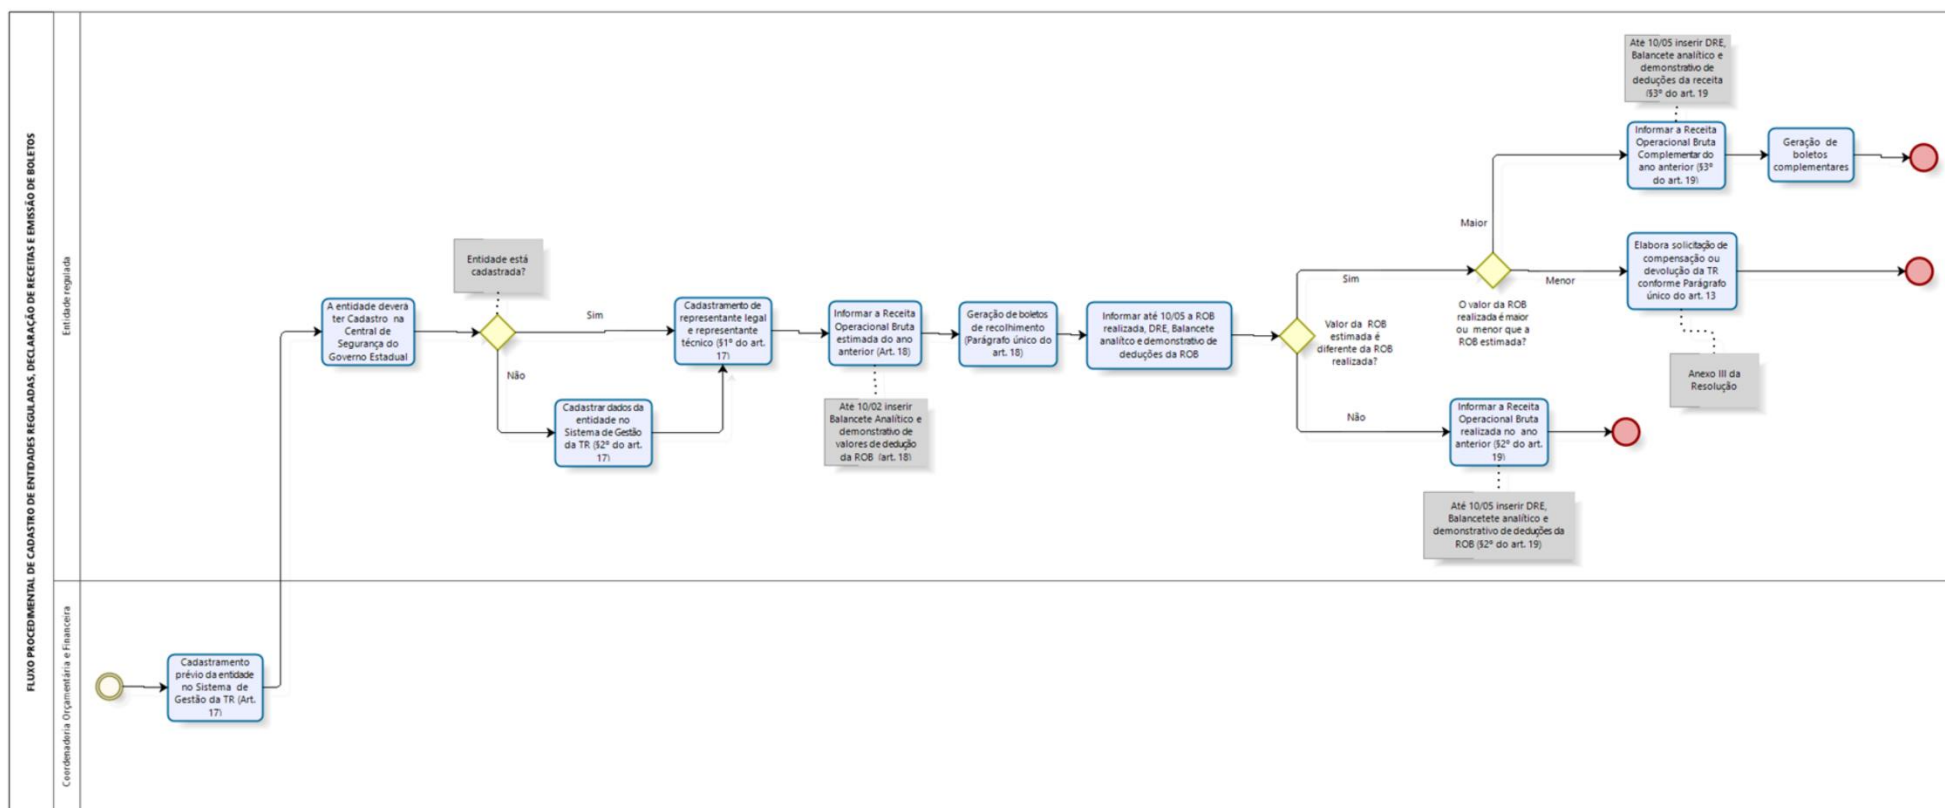 FLUXO PROCEDIMENTAL DE CADASTRO DE ENTIDADES REGULADAS, DECLARAÇÃO DE RECEITAS E EMISSÃO DE BOLETOS
Entidade regulada
Coordenadoria Orçamentária e Financeira
Cadastramento
prévio da entidade
no Sistema de
Gestão da TR (Art.
17)
A entidade deverá
ter Cadastro na
Central de
Segurança do
Governo Estadual
Entidade está
cadastrada?
Sim
Não
Cadastrar dados da
entidade no
Sistema de Gestão
da TR (§2º do art.
17)
Cadastramento de
representante legal
e representante
técnico (§1º do art.
17)
Informar a Receita
Operacional Bruta
estimada do ano
anterior (Art. 18)
Até 10/02 inserir
Balancete Analítico e
demonstrativo de
valores de dedução
da ROB (art. 18)
Geração de boletos
de recolhimento
(Parágrafo único do
art. 18)
Informar até 10/05 a ROB
realizada, DRE, Balancete
analítco e demonstrativo de
deduções da ROB
Valor da ROB
estimada é
diferente da ROB
realizada?
Sim
Não
O valor da ROB
realizada é maior
ou menor que a
ROB estimada?
Maior
Menor
Até 10/05 inserir DRE,
Balancete analítico e
demonstrativo de
deduções da receita
(§3º do art. 19
Informar a Receita
Operacional Bruta
Complementar do
ano anterior (§3º
do art. 19)
Geração de
boletos
complementares
Elabora solicitação de
compensação ou
devolução da TR
conforme Parágrafo
único do art. 13
Anexo III da
Resolução
Informar a Receita
Operacional Bruta
realizada no ano
anterior (§2º do art.
19)
Até 10/05 inserir DRE,
Balancetete analítico e
demonstrativo de deduções da
ROB (§2º do art. 19)